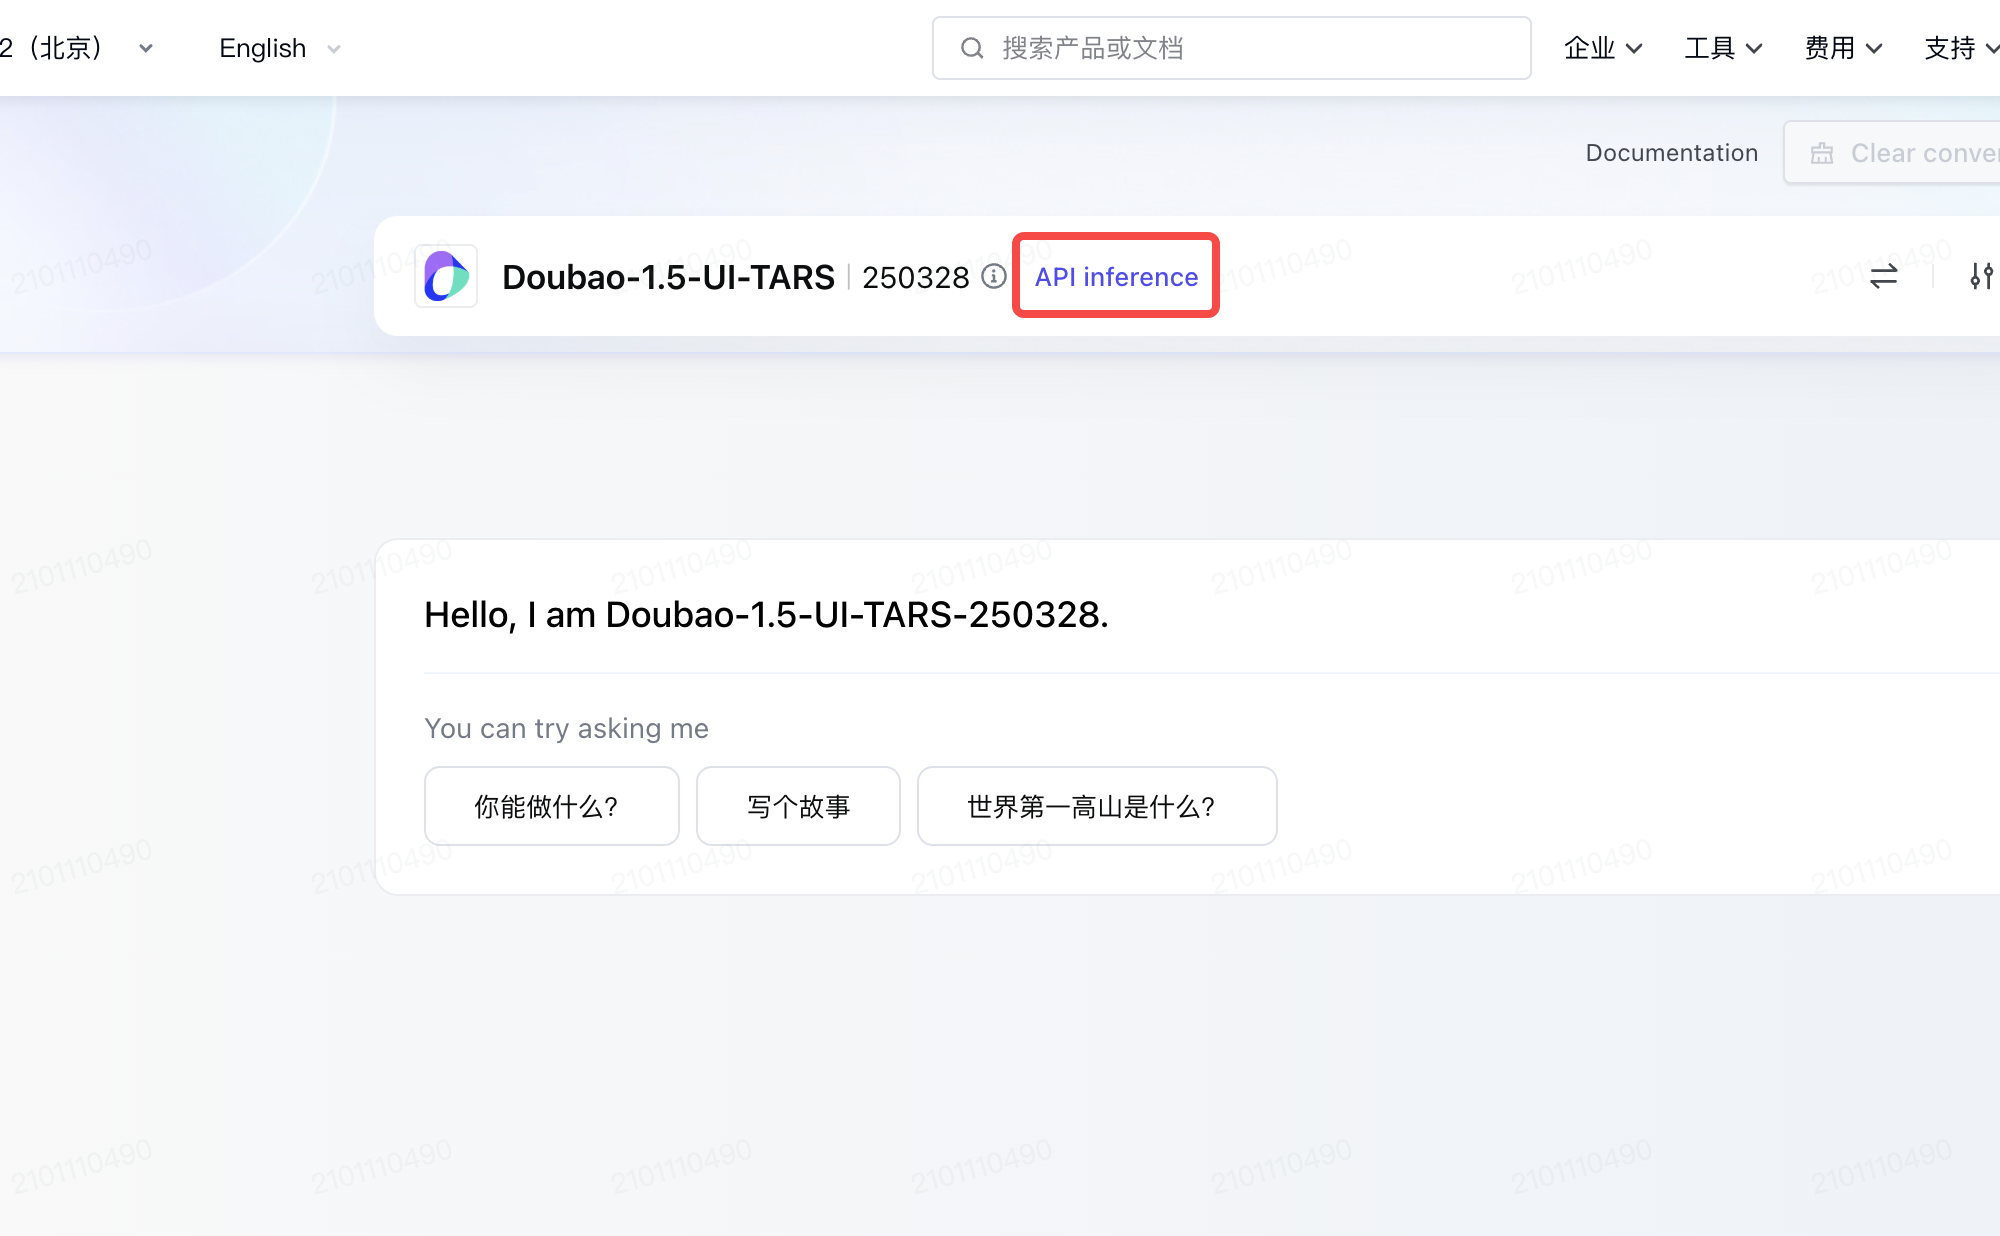 2（北京）
English
搜索产品或文档
企业
工具
费用
支持
Documentation
Clear conver
Doubao-1.5-UI-TARS
250328
API inference
Hello, I am Doubao-1.5-UI-TARS-250328.
You can try asking me
你能做什么?
写个故事
世界第一高山是什么?
2101110490